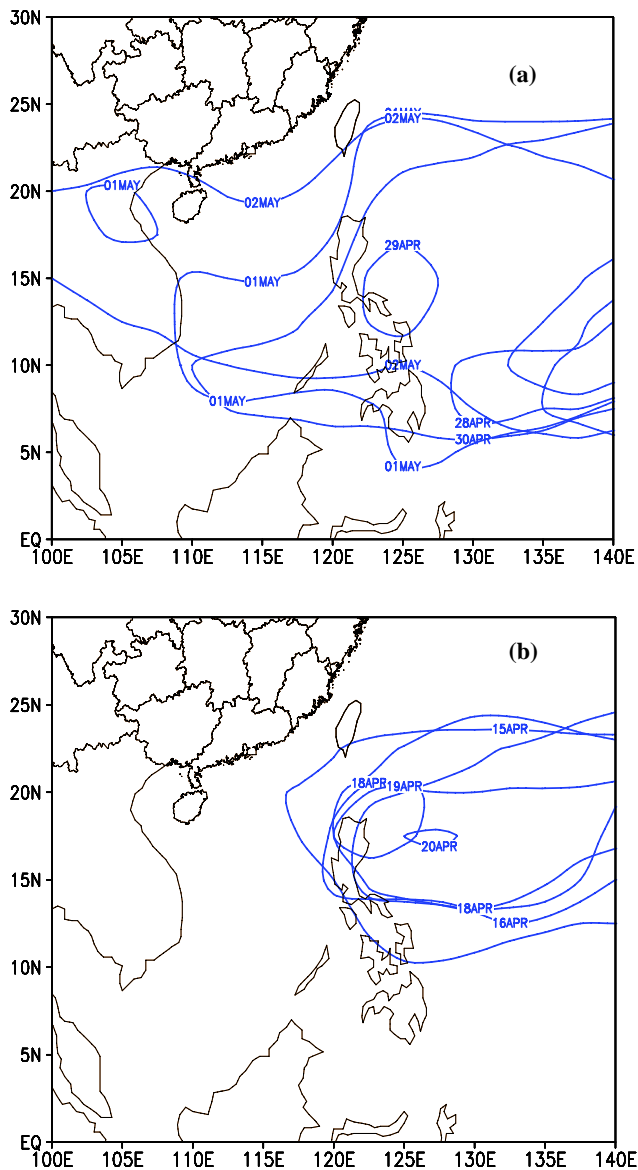 30N
(a)
25N
02MAY
01MAY
20N
02MAY
29APR
15N
01MAY
10N
02MAY
01MAY
28APR
5N
30APR
01MAY
EQ
100E 105E 110E 115E 120E 125E 130E 135E 140E
30N
(b)
25N
15APR
20N
18APR 19APR
20APR
15N
18APR
16APR
10N
5N
EQ
100E 105E 110E 115E 120E 125E 130E 135E 140E